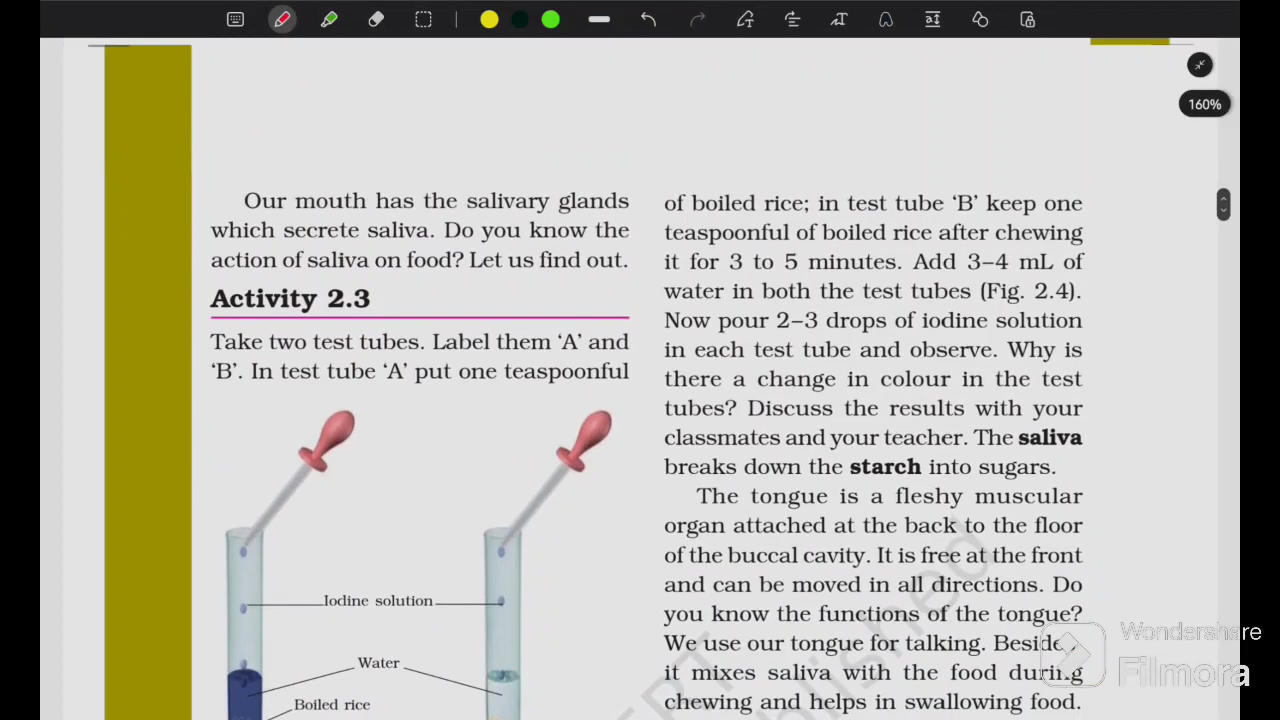 160%
Our mouth has the salivary glands
which secrete saliva. Do you know the
action of saliva on food? Let us find out.
Activity 2.3
Take two test tubes. Label them ‘A’ and
‘B’. In test tube ‘A’ put one teaspoonful
Iodine solution
Water
Boiled rice
of boiled rice; in test tube ‘B’ keep one
teaspoonful of boiled rice after chewing
it for 3 to 5 minutes. Add 3–4 mL of
water in both the test tubes (Fig. 2.4).
Now pour 2–3 drops of iodine solution
in each test tube and observe. Why is
there a change in colour in the test
tubes? Discuss the results with your
classmates and your teacher. The saliva
breaks down the starch into sugars.
The tongue is a fleshy muscular
organ attached at the back to the floor
of the buccal cavity. It is free at the front
and can be moved in all directions. Do
you know the functions of the tongue?
We use our tongue for talking. Besides,
it mixes saliva with the food during
chewing and helps in swallowing food.
Wondershare
Filmora